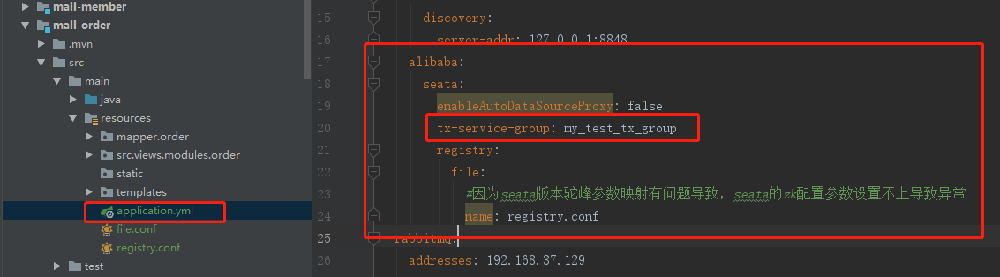 mall-member
mall-order
.mvn
src
main
java
resources
mapper.order
src.views.modules.order
static
templates
application.yml
file.conf
registry.conf
test
15 discovery:
16 server-addr: 127.0.0.1:8848
17 alibaba:
18 seata:
19 enableAutoDataSourceProxy: false
20 tx-service-group: my_test_tx_group
21 registry:
22 file:
23 #因为seata版本驼峰参数映射有问题导致，seata的zk配置参数设置不上导致异常
24 name: registry.conf
25 rabbitmq:
26 addresses: 192.168.37.129